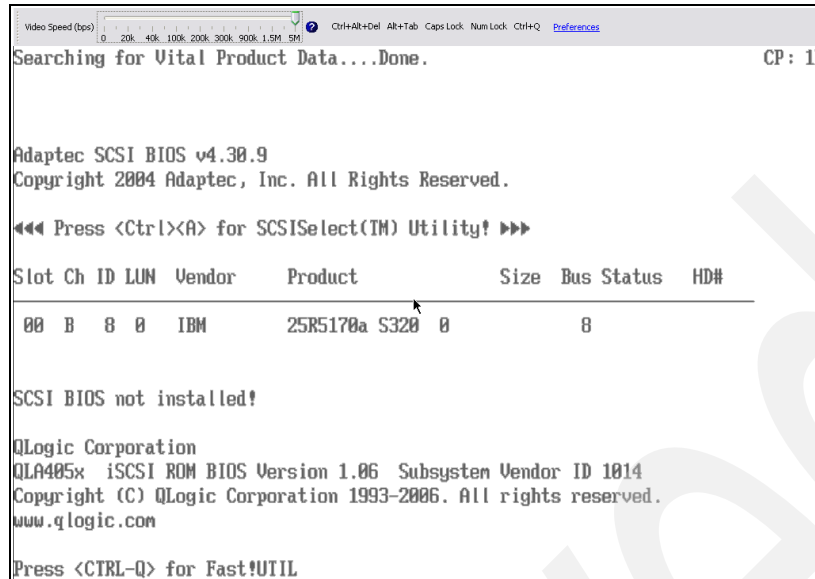 Video Speed (bps) 0 20k 40k 100k 200k 300k 900k 1.5M 5M Ctrl+Alt+Del Alt+Tab Caps Lock Num Lock Ctrl+Q Preferences
Searching for Vital Product Data....Done. CP: 1
Adaptec SCSI BIOS v4.30.9
Copyright 2004 Adaptec, Inc. All Rights Reserved.
◄◄◄ Press <Ctrl><A> for SCSISelect(TM) Utility! ►►►
Slot Ch ID LUN Vendor Product Size Bus Status HD#
00 B 8 0 IBM 25R5170a S320 0 8
SCSI BIOS not installed!
QLogic Corporation
QLA405x iSCSI ROM BIOS Version 1.06 Subsystem Vendor ID 1014
Copyright (C) QLogic Corporation 1993-2006. All rights reserved.
www.qlogic.com
Press <CTRL-Q> for Fast!UTIL